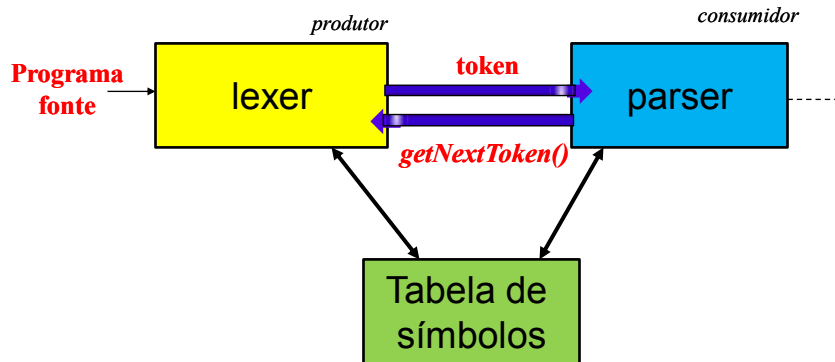 produtor
consumidor
Programa
fonte
lexer
token
parser
getNextToken()
Tabela de
símbolos